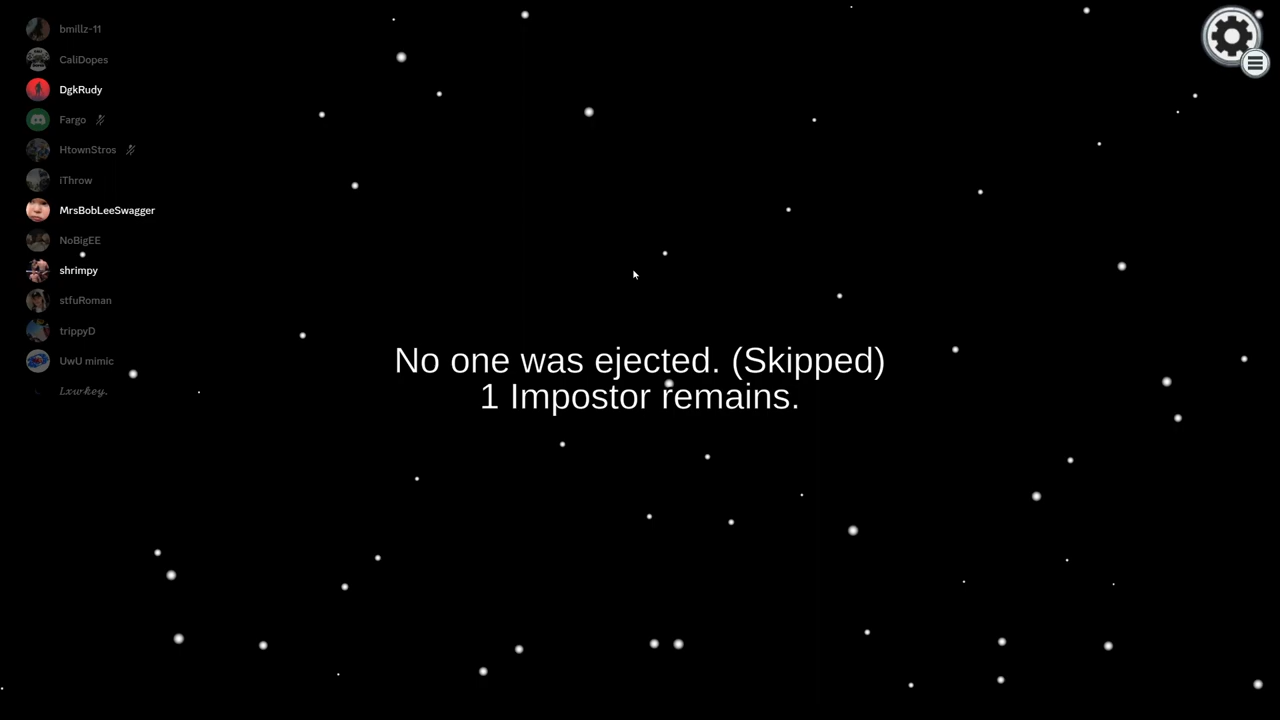 bmillz-11
CaliDopes
DgkRudy
Fargo
HtownStros
iThrow
MrsBobLeeSwagger
NoBigEE
shrimpy
stfuRoman
trippyD
UwU mimic
No one was ejected. (Skipped)
1 Impostor remains.